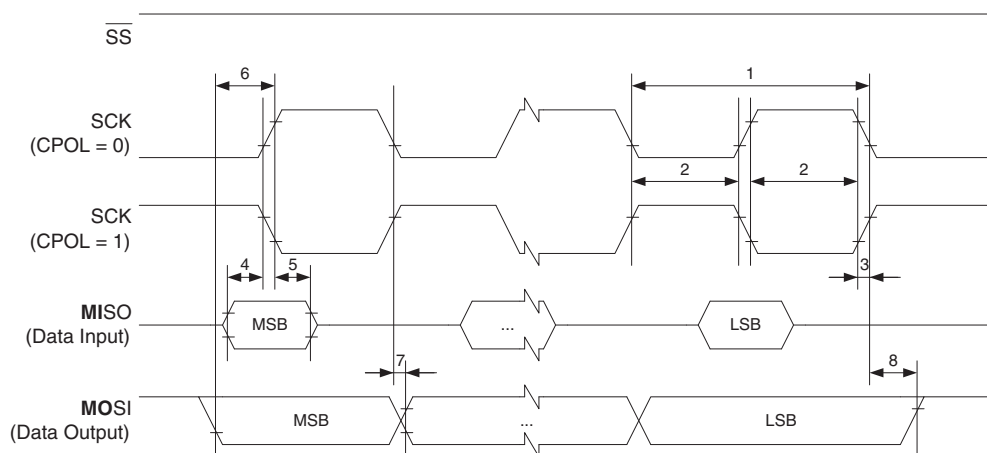 SS
6
1
SCK
(CPOL = 0)
2
2
SCK
(CPOL = 1)
4
5
3
MISO
(Data Input)
MSB
...
LSB
7
8
MOSI
(Data Output)
MSB
...
LSB